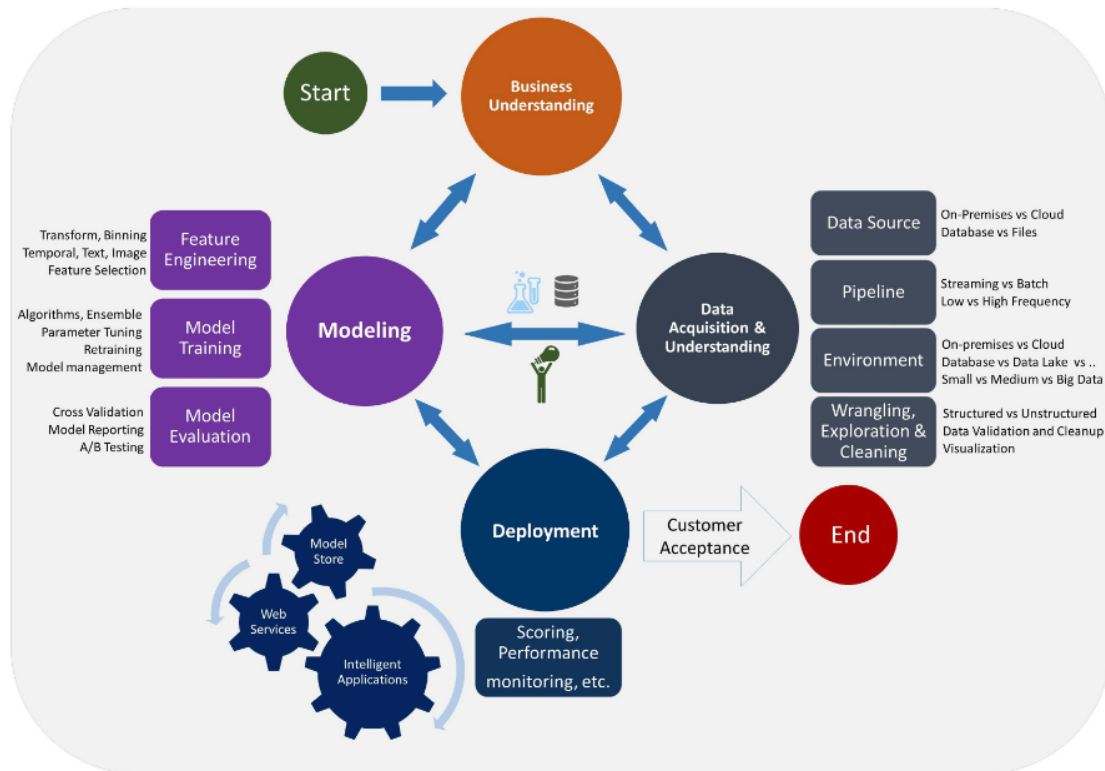 Start
Business
Understanding
Transform, Binning
Temporal, Text, Image
Feature Selection
Feature
Engineering
Algorithms, Ensemble
Parameter Tuning
Retraining
Model management
Model
Training
Cross Validation
Model Reporting
A/B Testing
Model
Evaluation
Modeling
Data
Acquisition &
Understanding
Data Source
On-Premises vs Cloud
Database vs Files
Pipeline
Streaming vs Batch
Low vs High Frequency
Environment
On-premises vs Cloud
Database vs Data Lake vs ..
Small vs Medium vs Big Data
Wrangling,
Exploration &
Cleaning
Structured vs Unstructured
Data Validation and Cleanup
Visualization
Deployment
Customer
Acceptance
End
Model
Store
Web
Services
Intelligent
Applications
Scoring,
Performance
monitoring, etc.